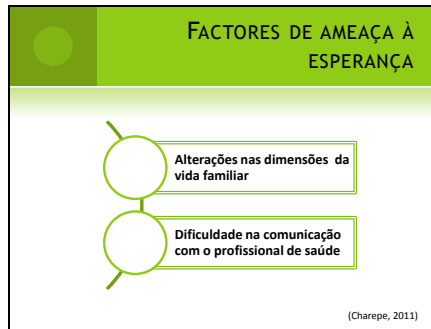 FACTORES DE AMEAÇA À
ESPERANÇA
Alterações nas dimensões da
vida familiar
Dificuldade na comunicação
com o profissional de saúde
(Charepe, 2011)